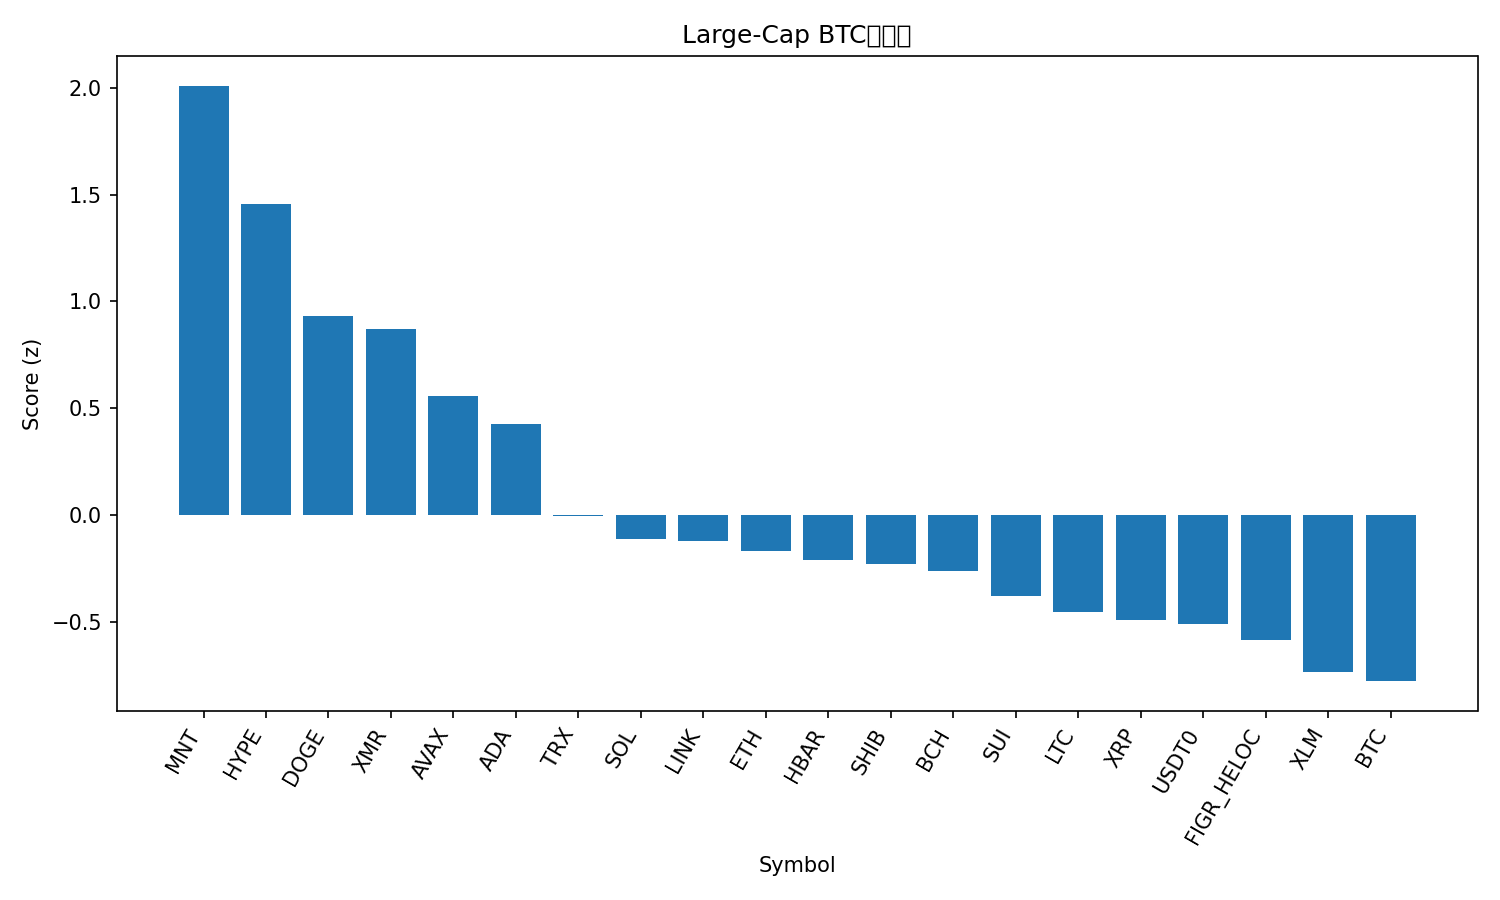 Large-Cap BTC
Score (z)
2.0
1.5
1.0
0.5
0.0
−0.5
MNT
HYPE
DOGE
XMR
AVAX
ADA
TRX
SOL
LINK
ETH
HBAR
SHIB
BCH
SUI
LTC
XRP
USDT0
FIGR_HELOC
XLM
BTC
Symbol